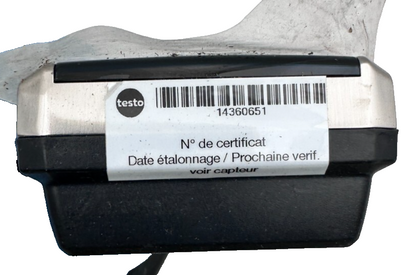 testo
14360651
N° de certificat
Date étalonnage / Prochaine verif.
voir capteur